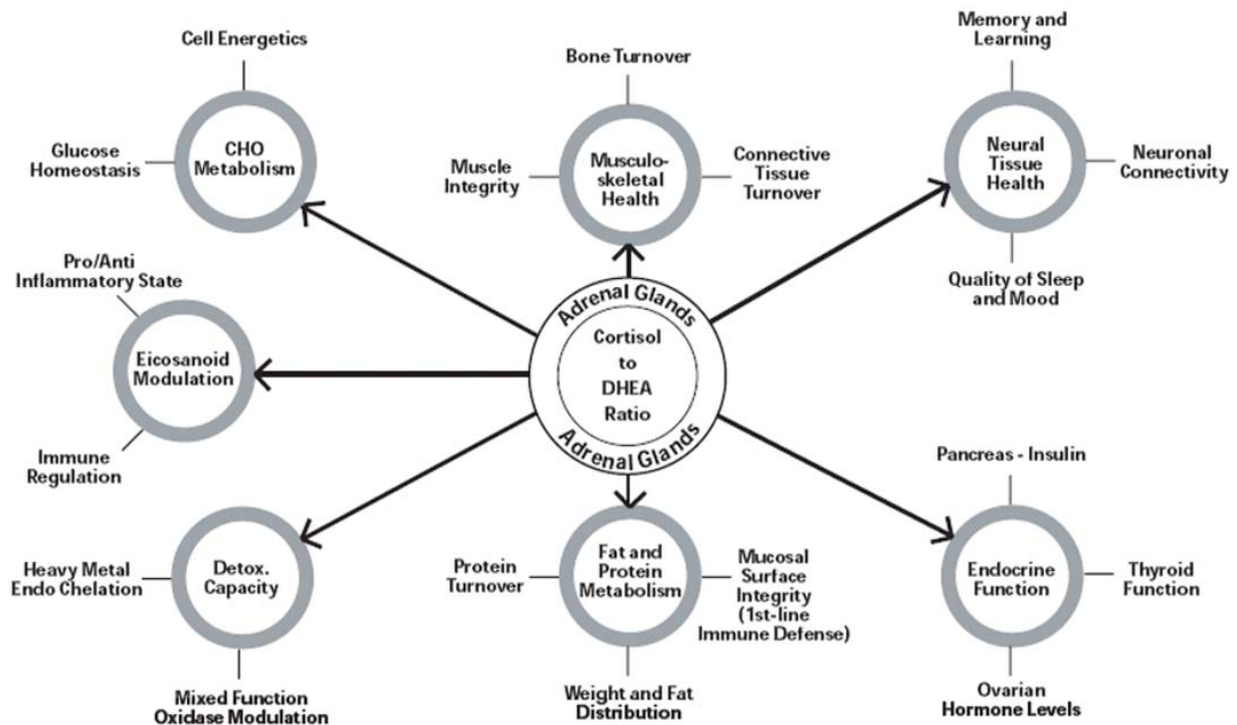 Cell Energetics
Glucose
Homeostasis
CHO
Metabolism
Bone Turnover
Muscle
Integrity
Musculo-
skeletal
Health
Connective
Tissue
Turnover
Memory and
Learning
Neural
Tissue
Health
Neuronal
Connectivity
Quality of Sleep
and Mood
Pro/Anti
Inflammatory State
Eicosanoid
Modulation
Immune
Regulation
Adrenal Glands
Cortisol
to
DHEA
Ratio
Adrenal Glands
Heavy Metal
Endo Chelation
Detox.
Capacity
Mixed Function
Oxidase Modulation
Protein
Turnover
Fat and
Protein
Metabolism
Mucosal
Surface
Integrity
(1st-line
Immune Defense)
Weight and Fat
Distribution
Pancreas - Insulin
Endocrine
Function
Thyroid
Function
Ovarian
Hormone Levels